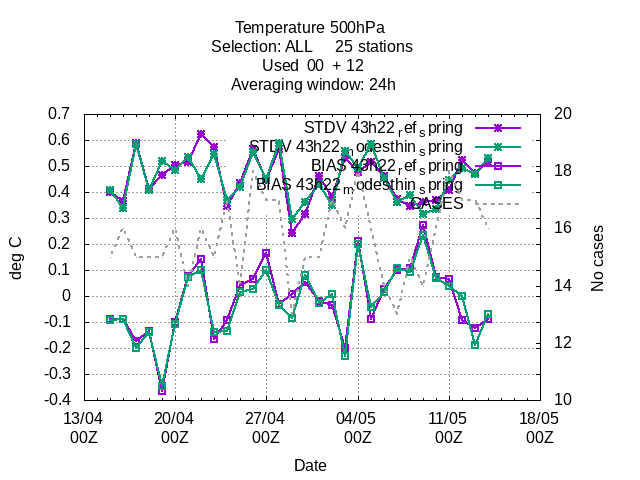 Temperature 500hPa
Selection: ALL 25 stations
Used 00 + 12
Averaging window: 24h
0.7
0.6
0.5
0.4
0.3
0.2
0.1
0
-0.1
-0.2
-0.3
-0.4
deg C
STDV 43h22_ref_spring
STDV 43h22_modesthin_spring
BIAS 43h22_ref_spring
BIAS 43h22_modesthin_spring
CASES
20
18
16
14
12
10
No cases
13/04 20/04 27/04 04/05 11/05 18/05
00Z 00Z 00Z 00Z 00Z 00Z
Date